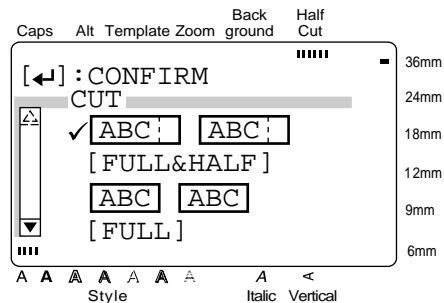 Back Half
Caps Alt Template Zoom ground Cut
[↵]:CONFIRM
CUT
✓ ABC ABC
[FULL&HALF]
ABC ABC
[FULL]
36mm
24mm
18mm
12mm
9mm
6mm
A A A A A A A A <
Style Italic Vertical